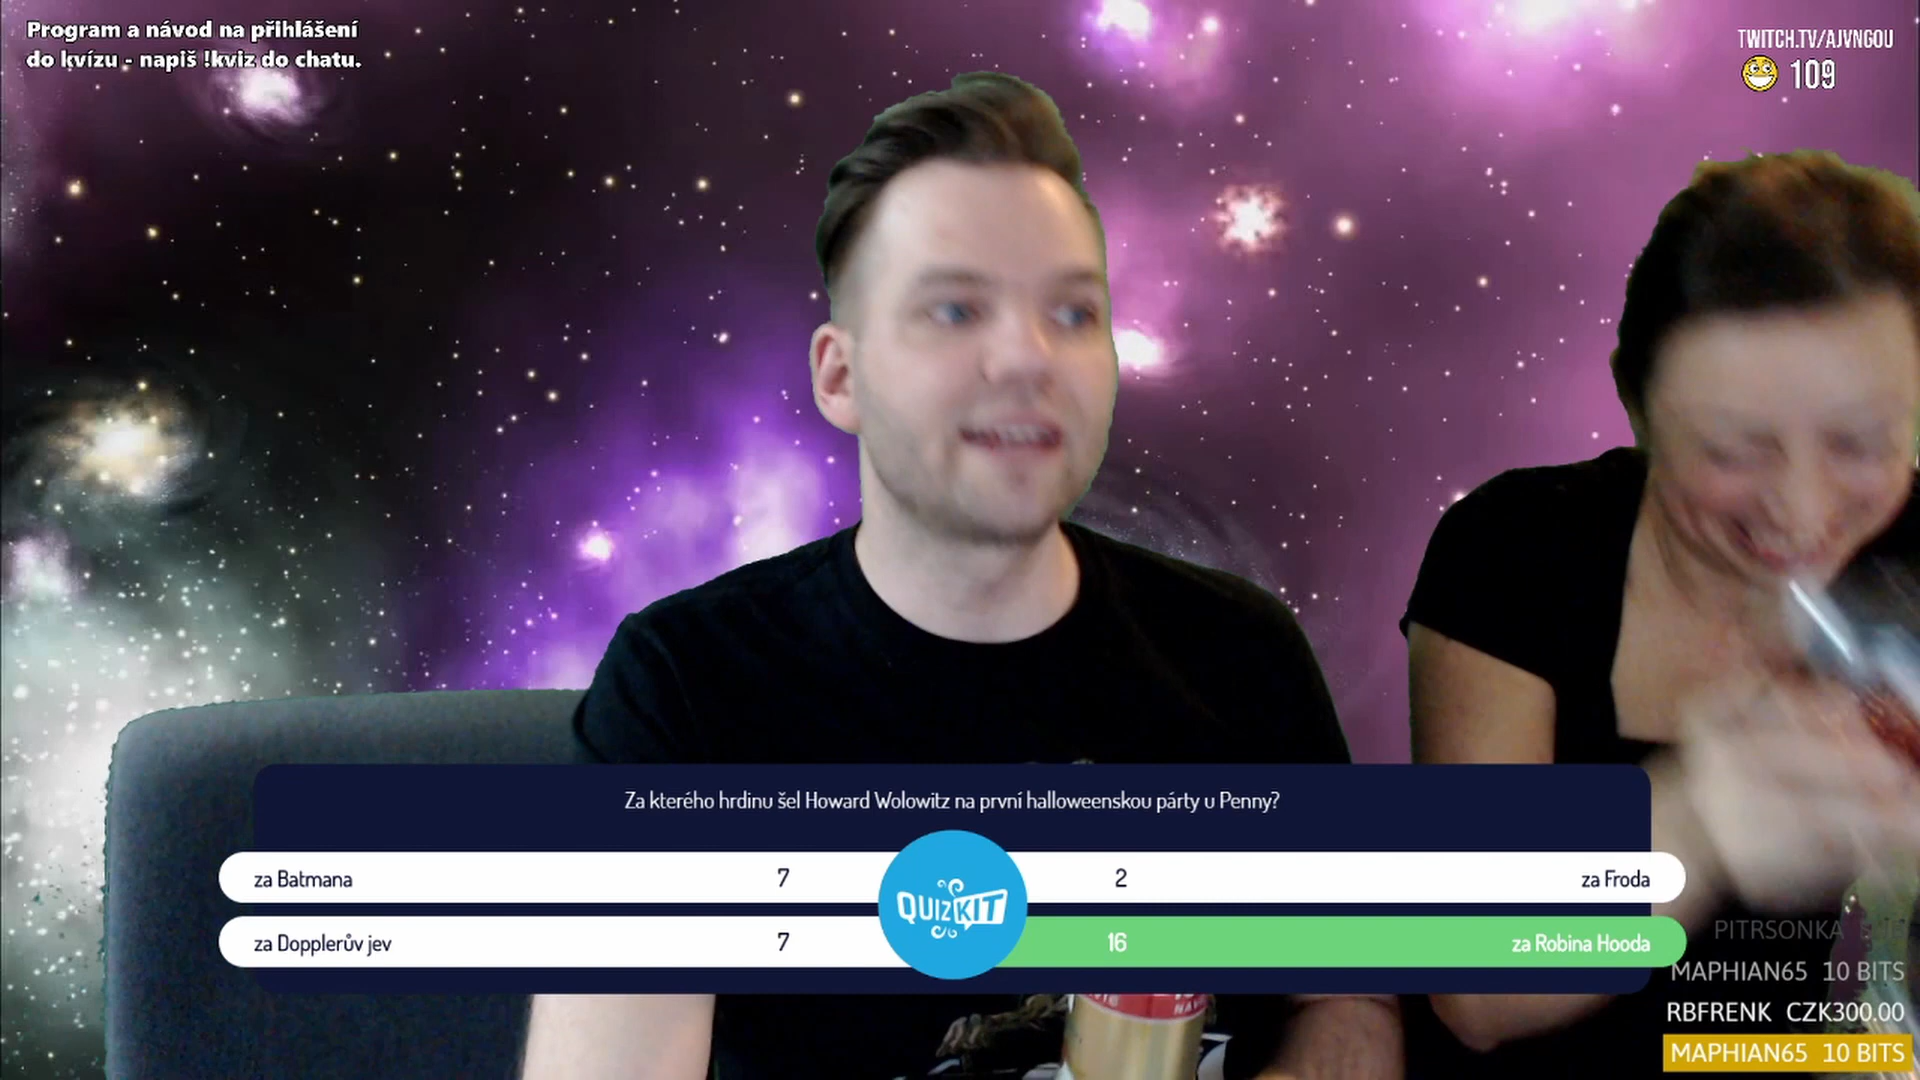 Program a návod na přihlášení
do kvízu - napiš !kviz do chatu.
TWITCH.TV/AJVNGOU
109
Za kterého hrdinu šel Howard Wolowitz na první halloweenskou párty u Penny?
za Batmana 7
2 za Froda
QUIZKIT
za Dopplerův jev 7
16 za Robina Hooda
PITRSONKA
MAPHIAN65 10 BITS
RBFRENK CZK300.00
MAPHIAN65 10 BITS